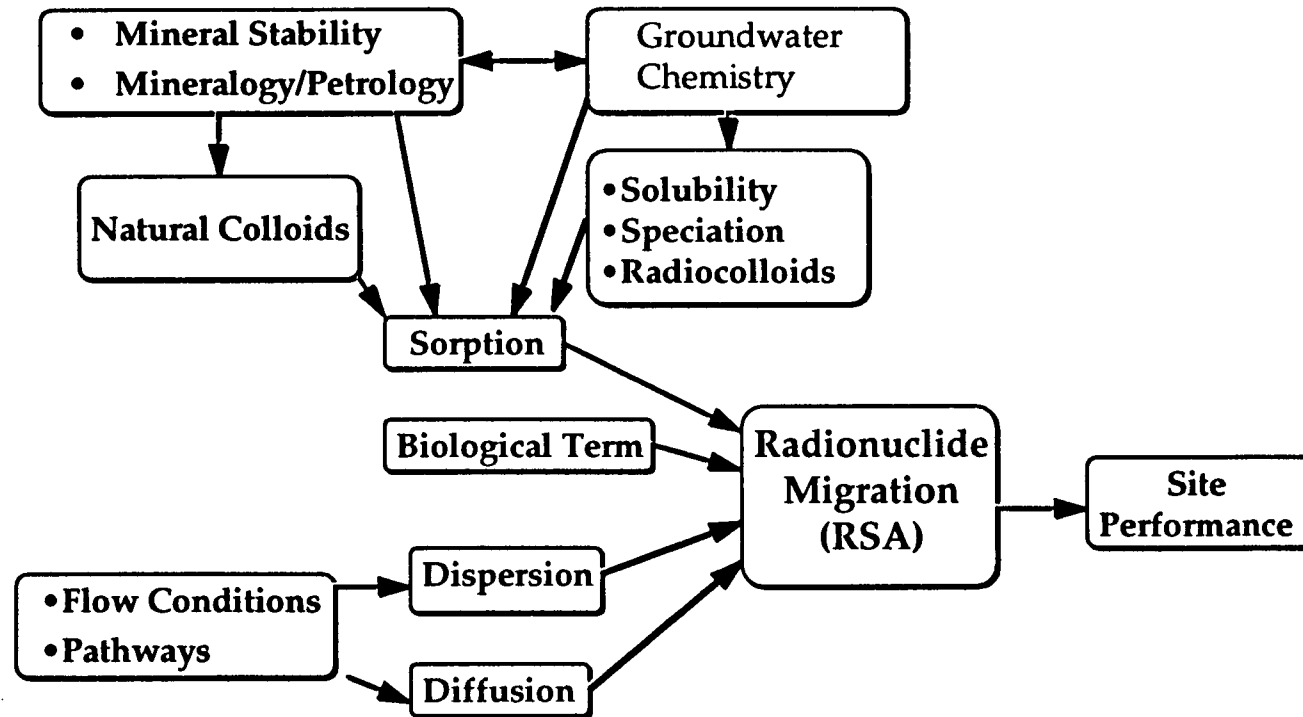 • Mineral Stability
• Mineralogy/Petrology
Groundwater
Chemistry
Natural Colloids
•Solubility
•Speciation
•Radiocolloids
Sorption
Biological Term
Radionuclide
Migration
(RSA)
Site
Performance
Dispersion
•Flow Conditions
•Pathways
Diffusion